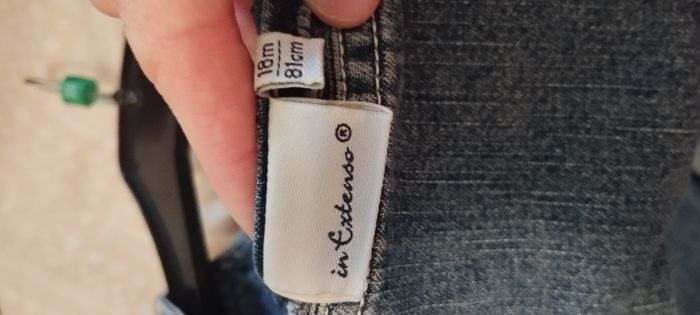 18m
81cm
in Extenso ®